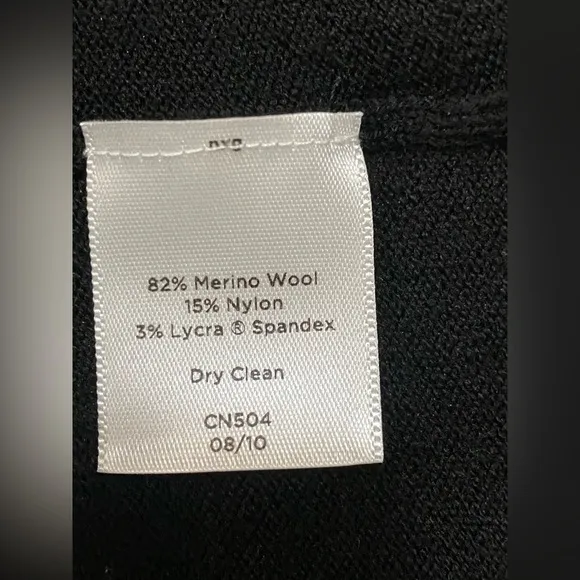 82% Merino Wool
15% Nylon
3% Lycra ® Spandex
Dry Clean
CN504
08/10